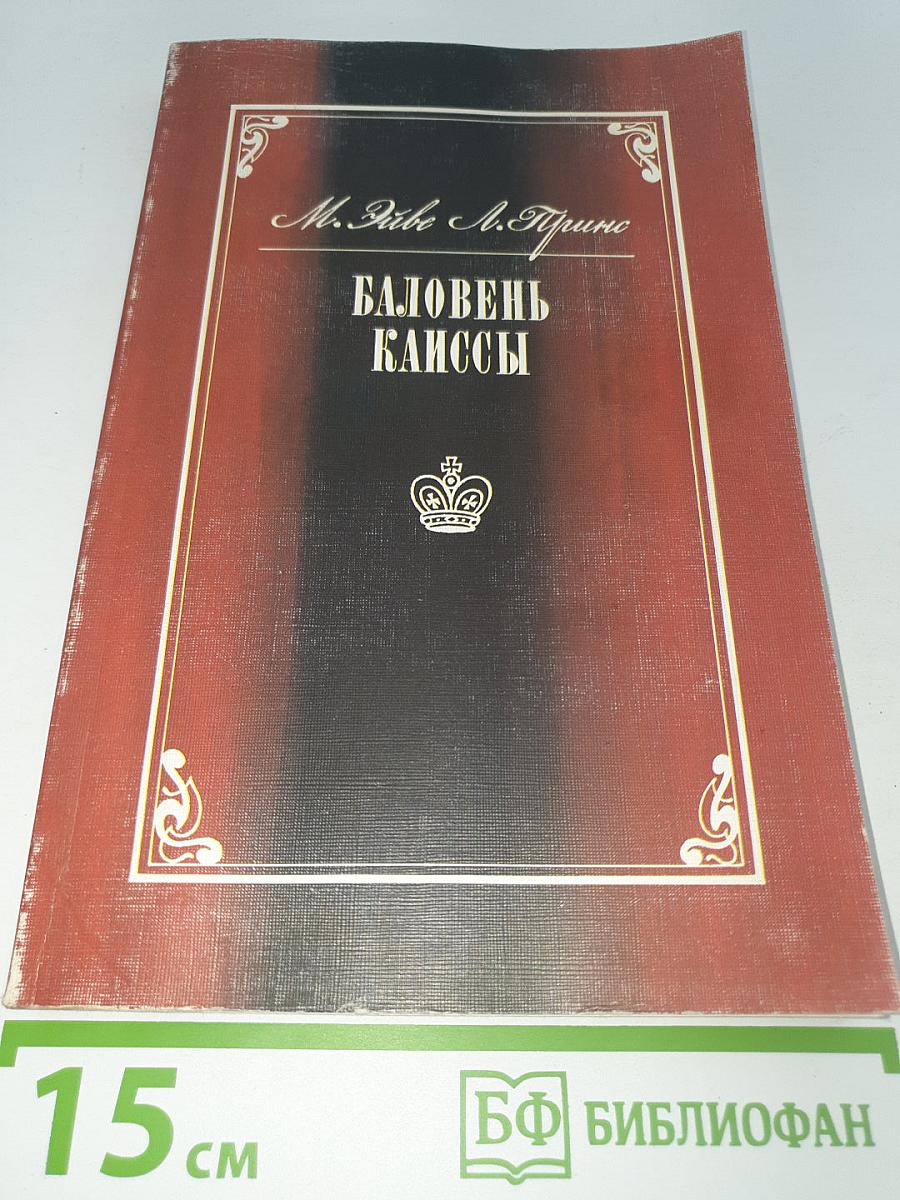 М. Эйве Л. Принс
БАЛОВЕНЬ
КАИССЫ
15 см
БФ БИБЛИОФАН